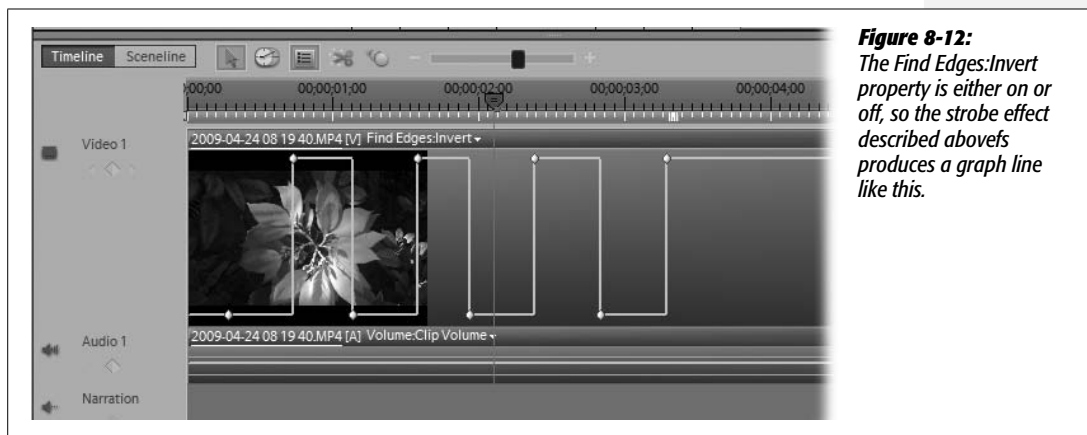 Timeline Sceneline
00;00 00;00;01;00 00;00;02;00 00;00;03;00 00;00;04;00
Video 1
2009-04-24 08 19 40.MP4 [V] Find Edges:Invert
Audio 1
2009-04-24 08 19 40.MP4 [A] Volume:Clip Volume
Narration
Figure 8-12:
The Find Edges:Invert
property is either on or
off, so the strobe effect
described abovefs
produces a graph line
like this.